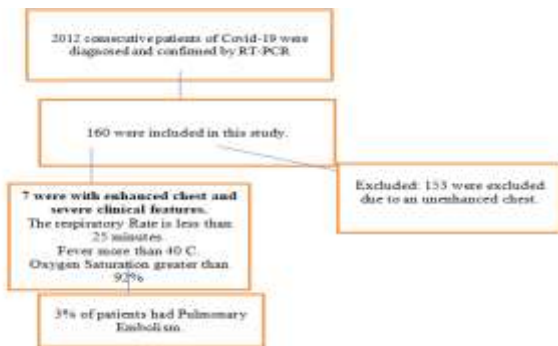 2012 consecutive patients of Covid-19 were
diagnosed and confirmed by RT-PCR
160 were included in this study.
Excluded: 153 were excluded
due to an unenhanced chest.
7 were with enhanced chest and
severe clinical features.
The respiratory Rate is less than
25 minutes
Fever more than 40 C.
Oxygen Saturation greater than
92%
3% of patients had Pulmonary
Embolism.